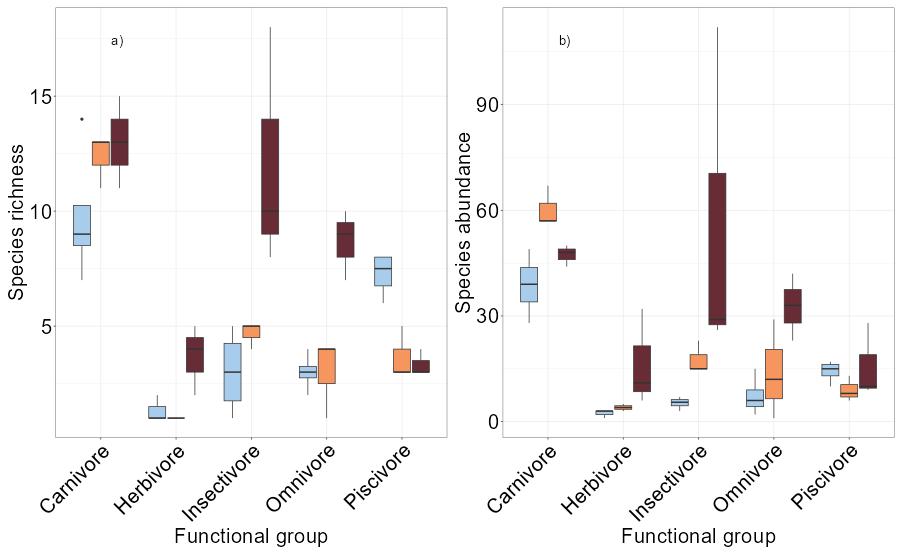 a)
Species richness
15
10
5
Carnivore
Herbivore
Insectivore
Omnivore
Piscivore
Functional group
b)
Species abundance
90
60
30
0
Carnivore
Herbivore
Insectivore
Omnivore
Piscivore
Functional group